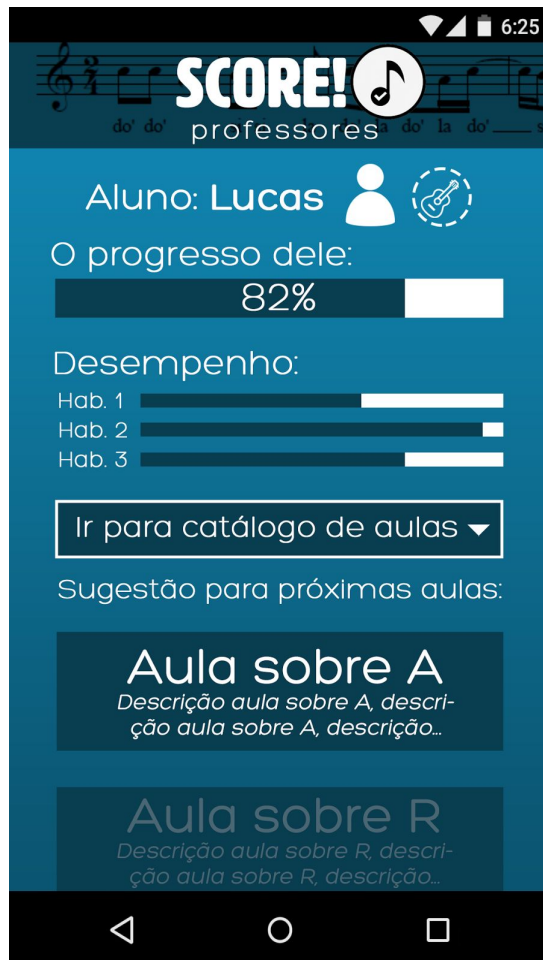 6:25
SCORE!
professores
do' do' la do' la do'
Aluno: Lucas
O progresso dele:
82%
Desempenho:
Hab. 1
Hab. 2
Hab. 3
Ir para catálogo de aulas
Sugestão para próximas aulas:
Aula sobre A
Descrição aula sobre A, descri-
ção aula sobre A, descrição...
Aula sobre R
Descrição aula sobre R, descri-
ção aula sobre R, descrição...